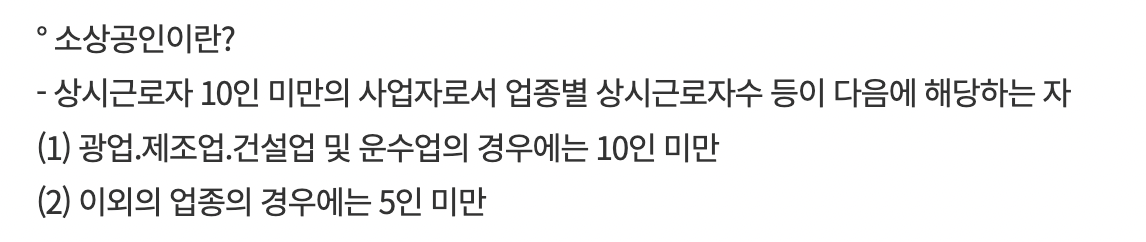 ° 소상공인이란?
- 상시근로자 10인 미만의 사업자로서 업종별 상시근로자수 등이 다음에 해당하는 자
(1) 광업.제조업.건설업 및 운수업의 경우에는 10인 미만
(2) 이외의 업종의 경우에는 5인 미만